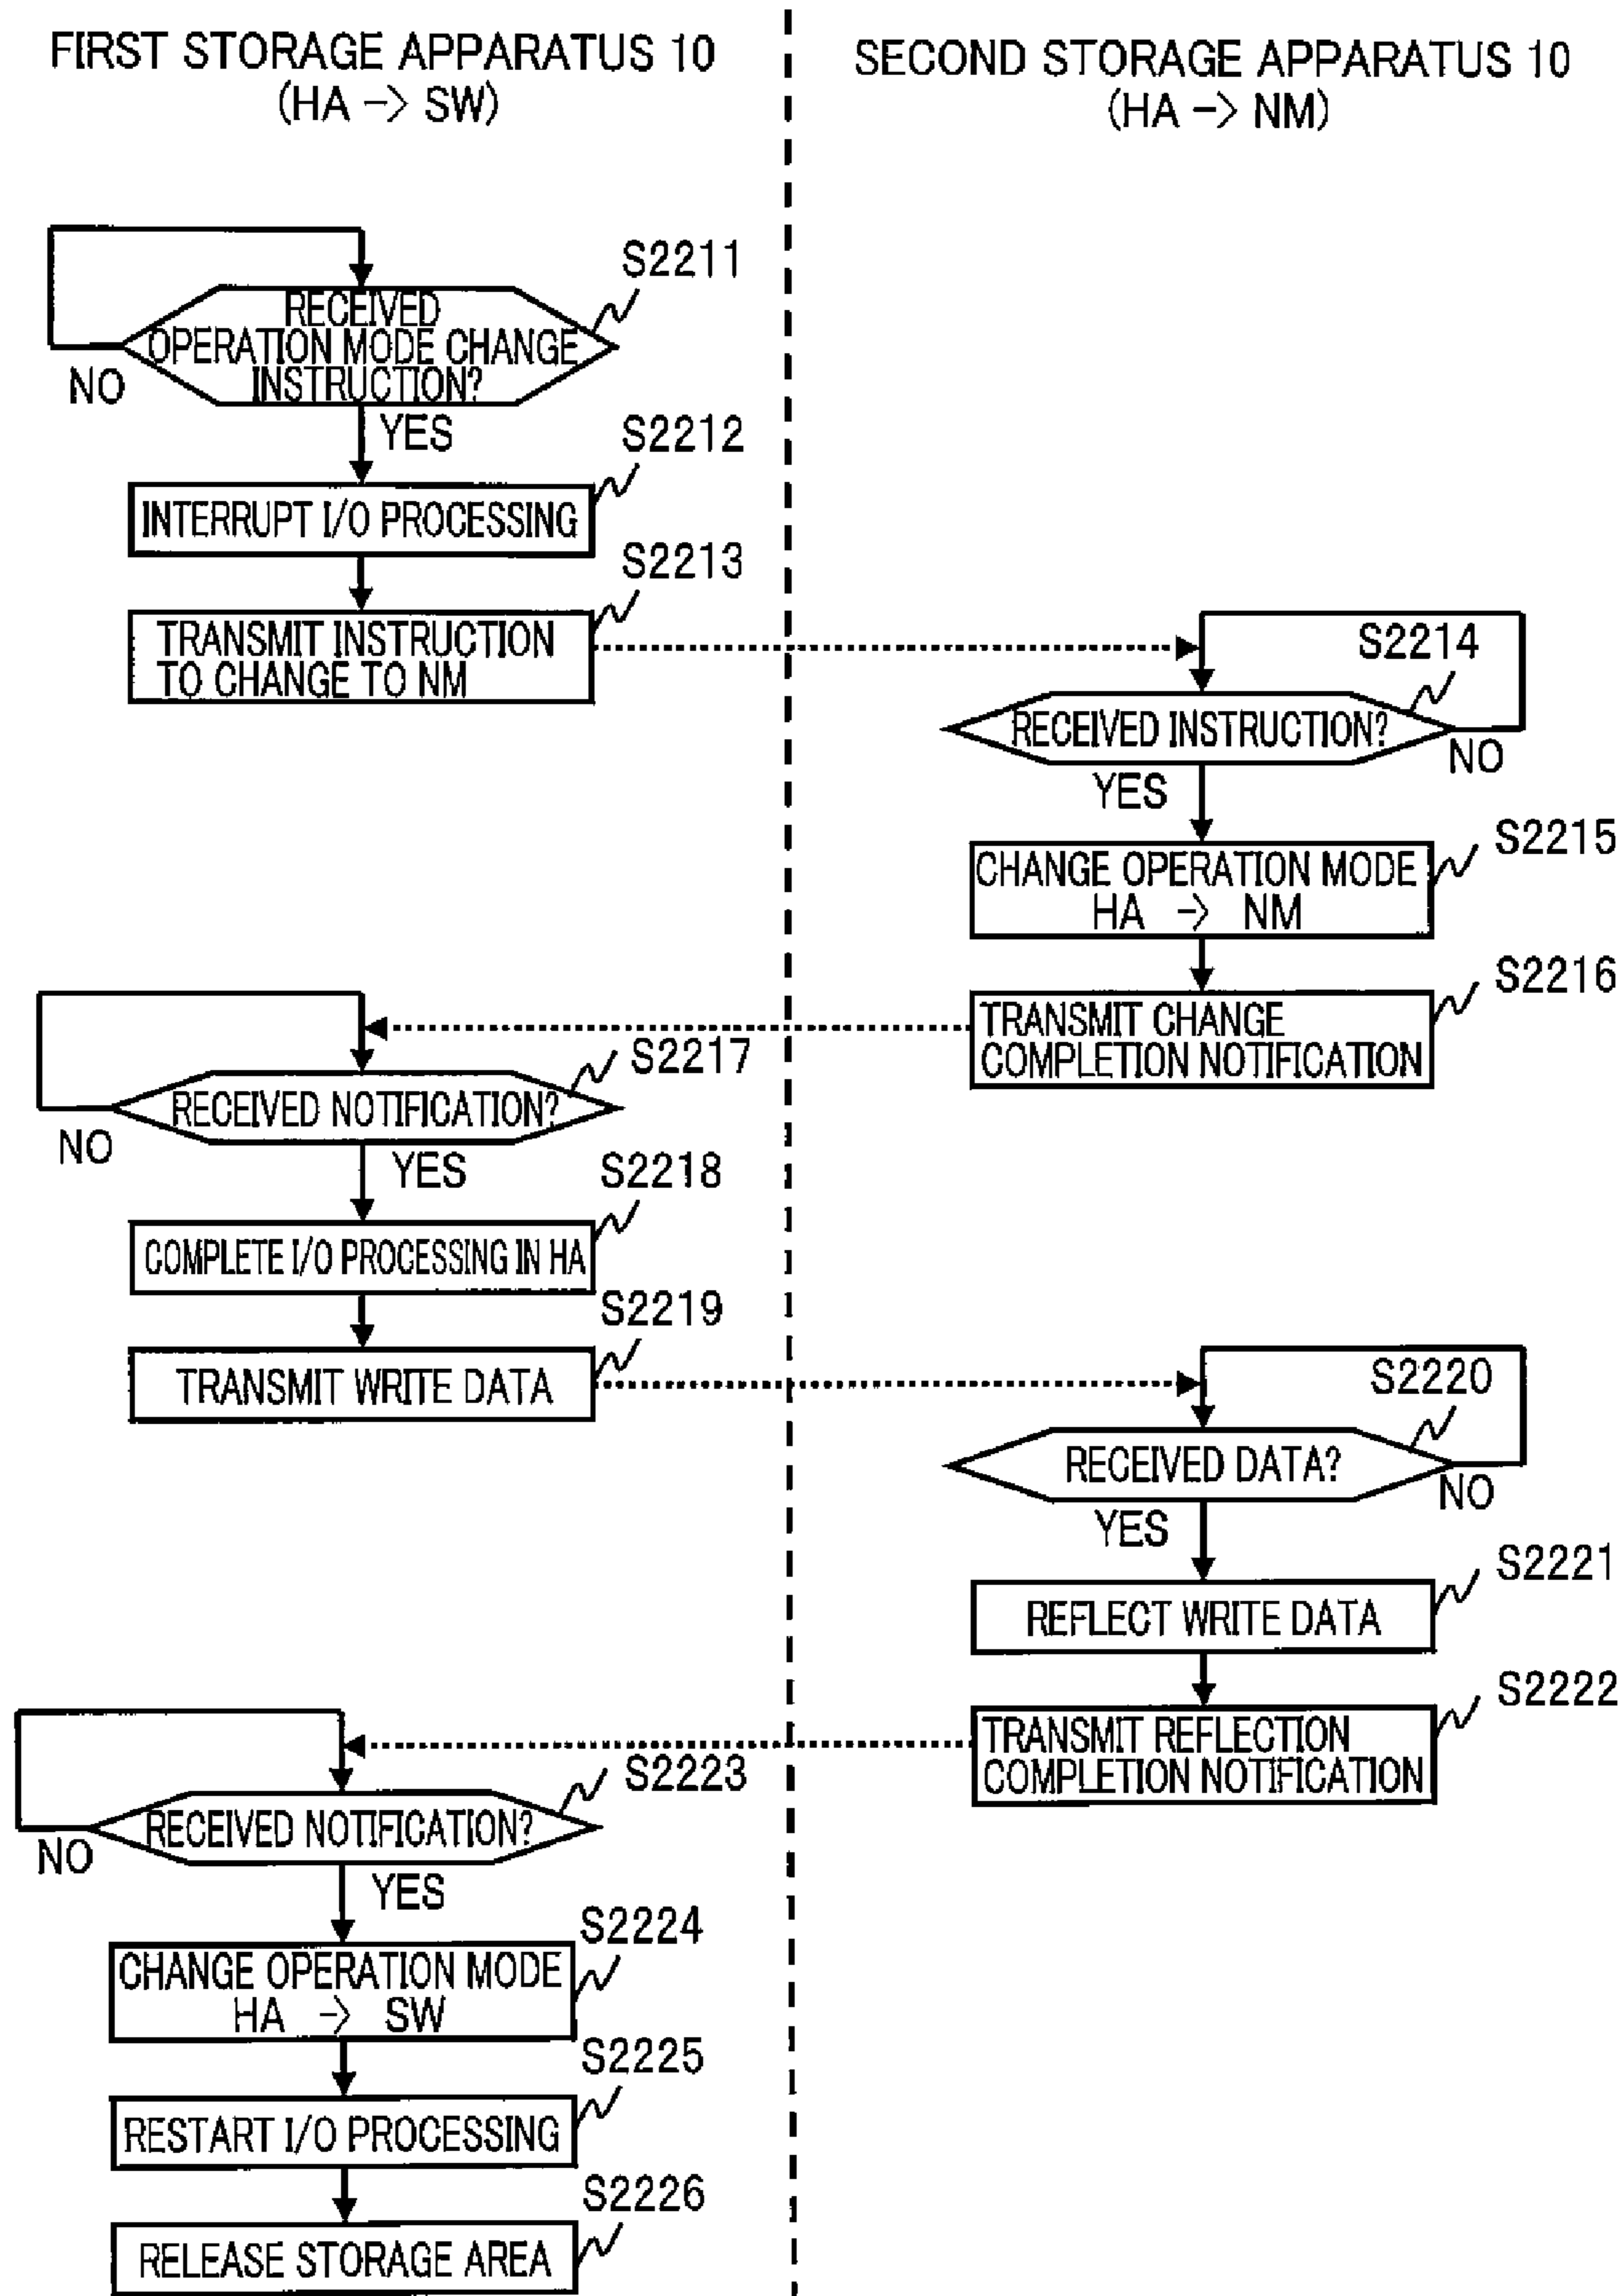 FIRST STORAGE APPARATUS 10
(HA -> SW)
SECOND STORAGE APPARATUS 10
(HA -> NM)
S2211
RECEIVED
OPERATION MODE CHANGE
INSTRUCTION?
NO
YES
S2212
INTERRUPT I/O PROCESSING
S2213
TRANSMIT INSTRUCTION
TO CHANGE TO NM
S2214
RECEIVED INSTRUCTION?
NO
YES
S2215
CHANGE OPERATION MODE
HA -> NM
S2216
TRANSMIT CHANGE
COMPLETION NOTIFICATION
S2217
RECEIVED NOTIFICATION?
NO
YES
S2218
COMPLETE I/O PROCESSING IN HA
S2219
TRANSMIT WRITE DATA
S2220
RECEIVED DATA?
NO
YES
S2221
REFLECT WRITE DATA
S2222
TRANSMIT REFLECTION
COMPLETION NOTIFICATION
S2223
RECEIVED NOTIFICATION?
NO
YES
S2224
CHANGE OPERATION MODE
HA -> SW
S2225
RESTART I/O PROCESSING
S2226
RELEASE STORAGE AREA